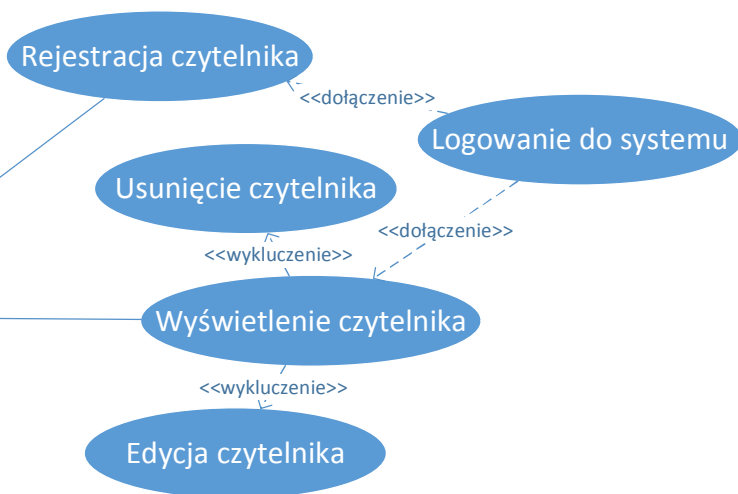 Rejestracja czytelnika
<<dołączenie>>
Logowanie do systemu
Usunięcie czytelnika
<<dołączenie>>
<<wykluczenie>>
Wyświetlenie czytelnika
<<wykluczenie>>
Edycja czytelnika